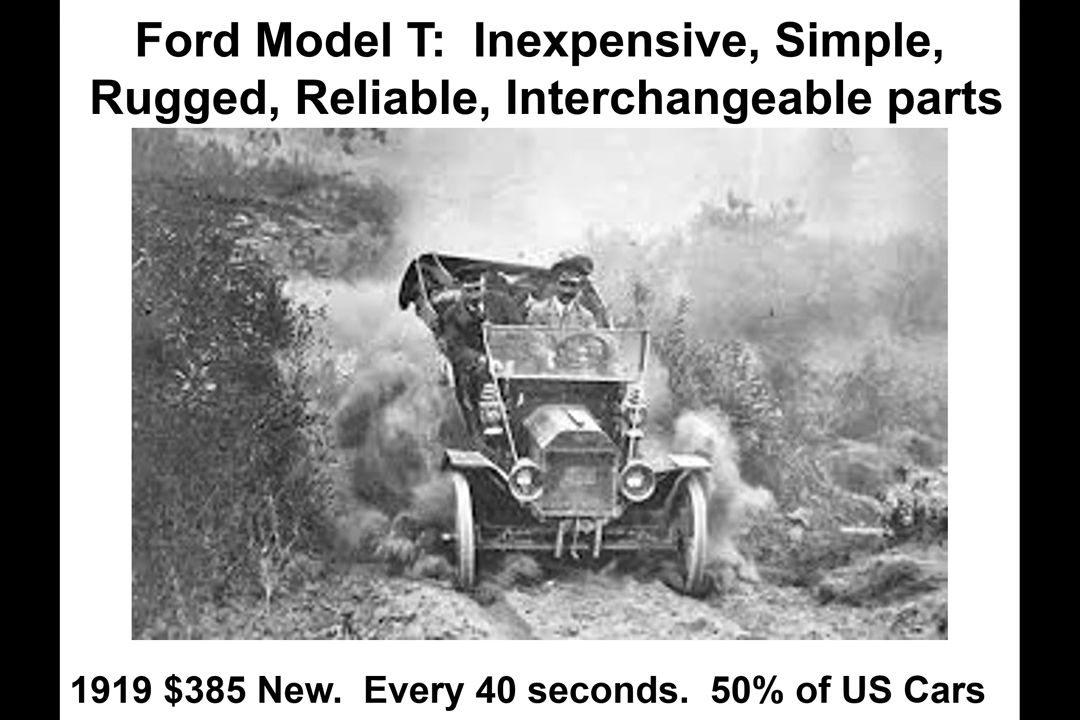 Ford Model T:  Inexpensive, Simple,
Rugged, Reliable, Interchangeable parts
1919 $385 New.  Every 40 seconds.  50% of US Cars